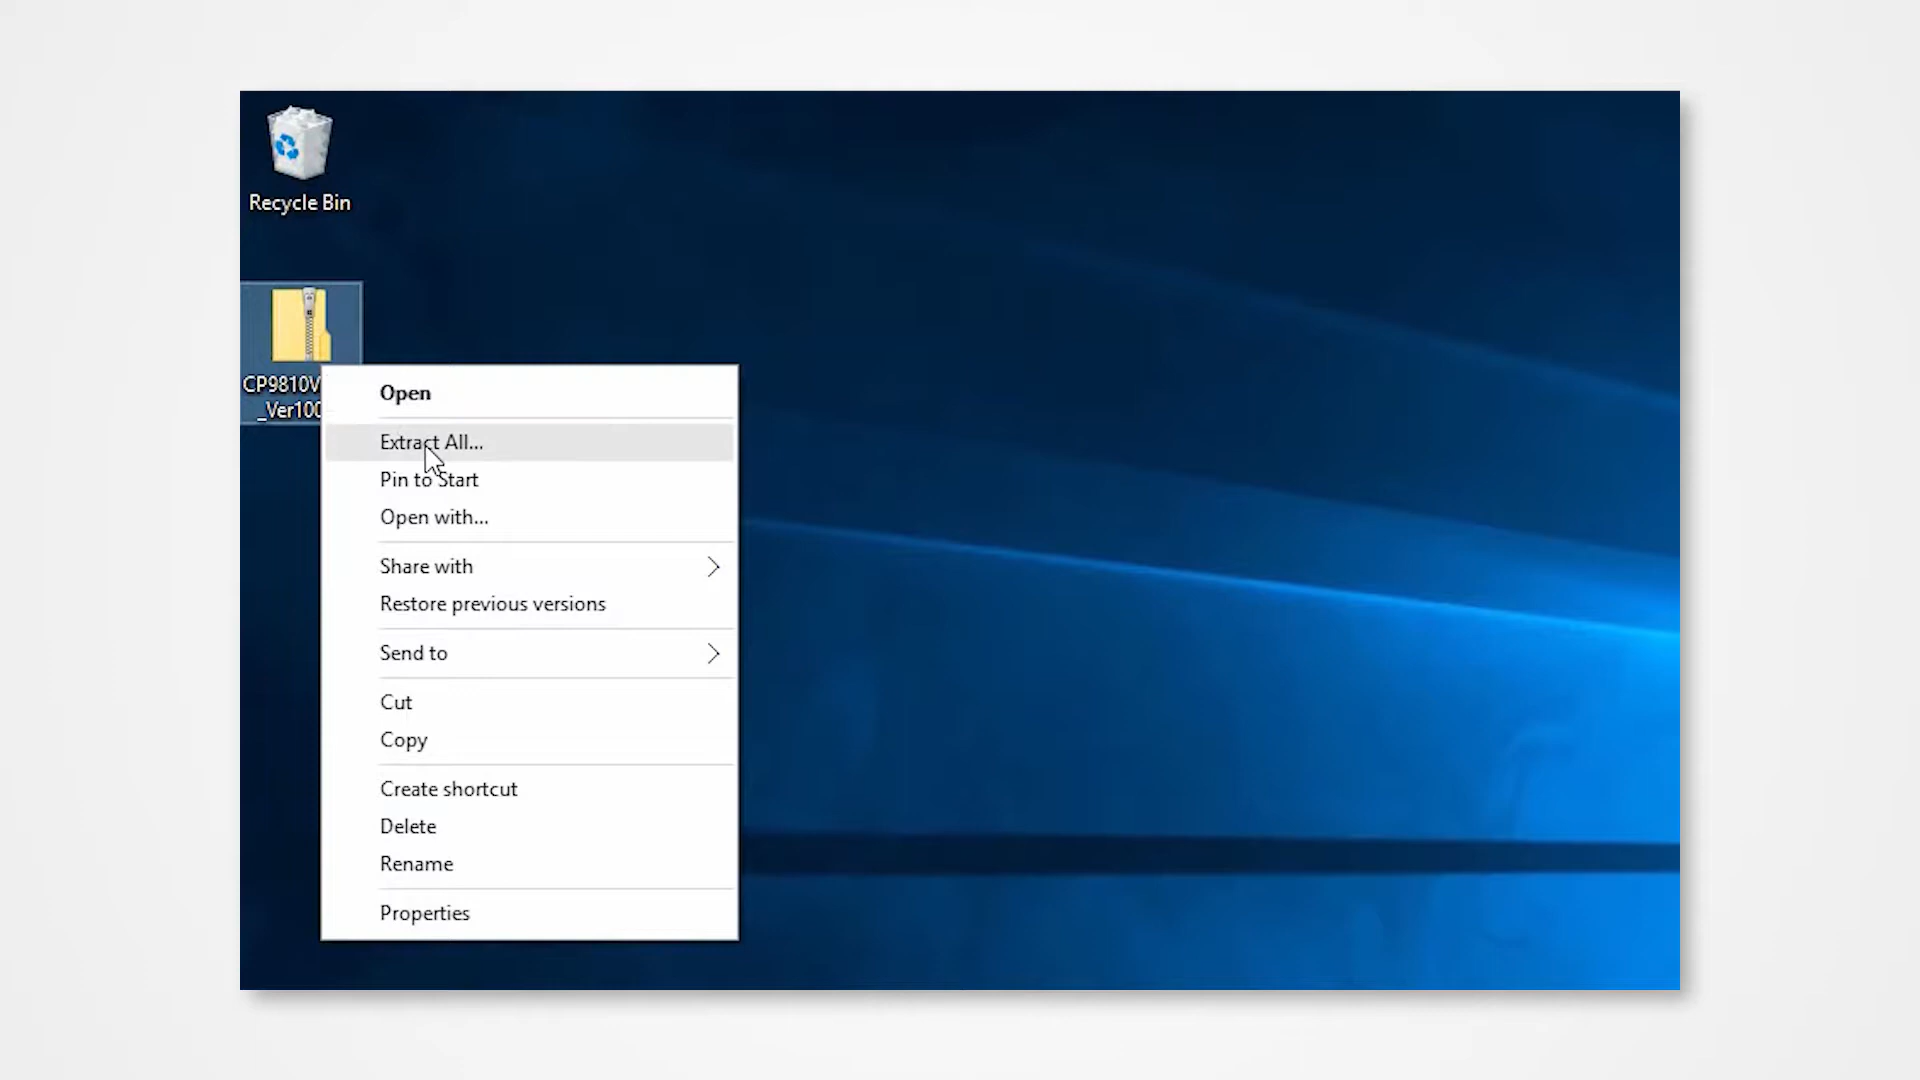 Recycle Bin
CP9810V
_Ver100
Open
Extract All...
Pin to Start
Open with...
Share with
Restore previous versions
Send to
Cut
Copy
Create shortcut
Delete
Rename
Properties